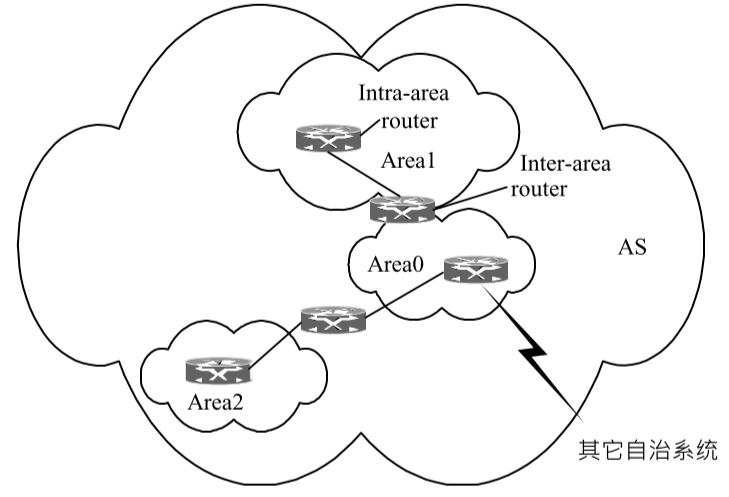 Intra-area
router
Area1
Inter-area
router
AS
Area0
Area2
其它自治系统